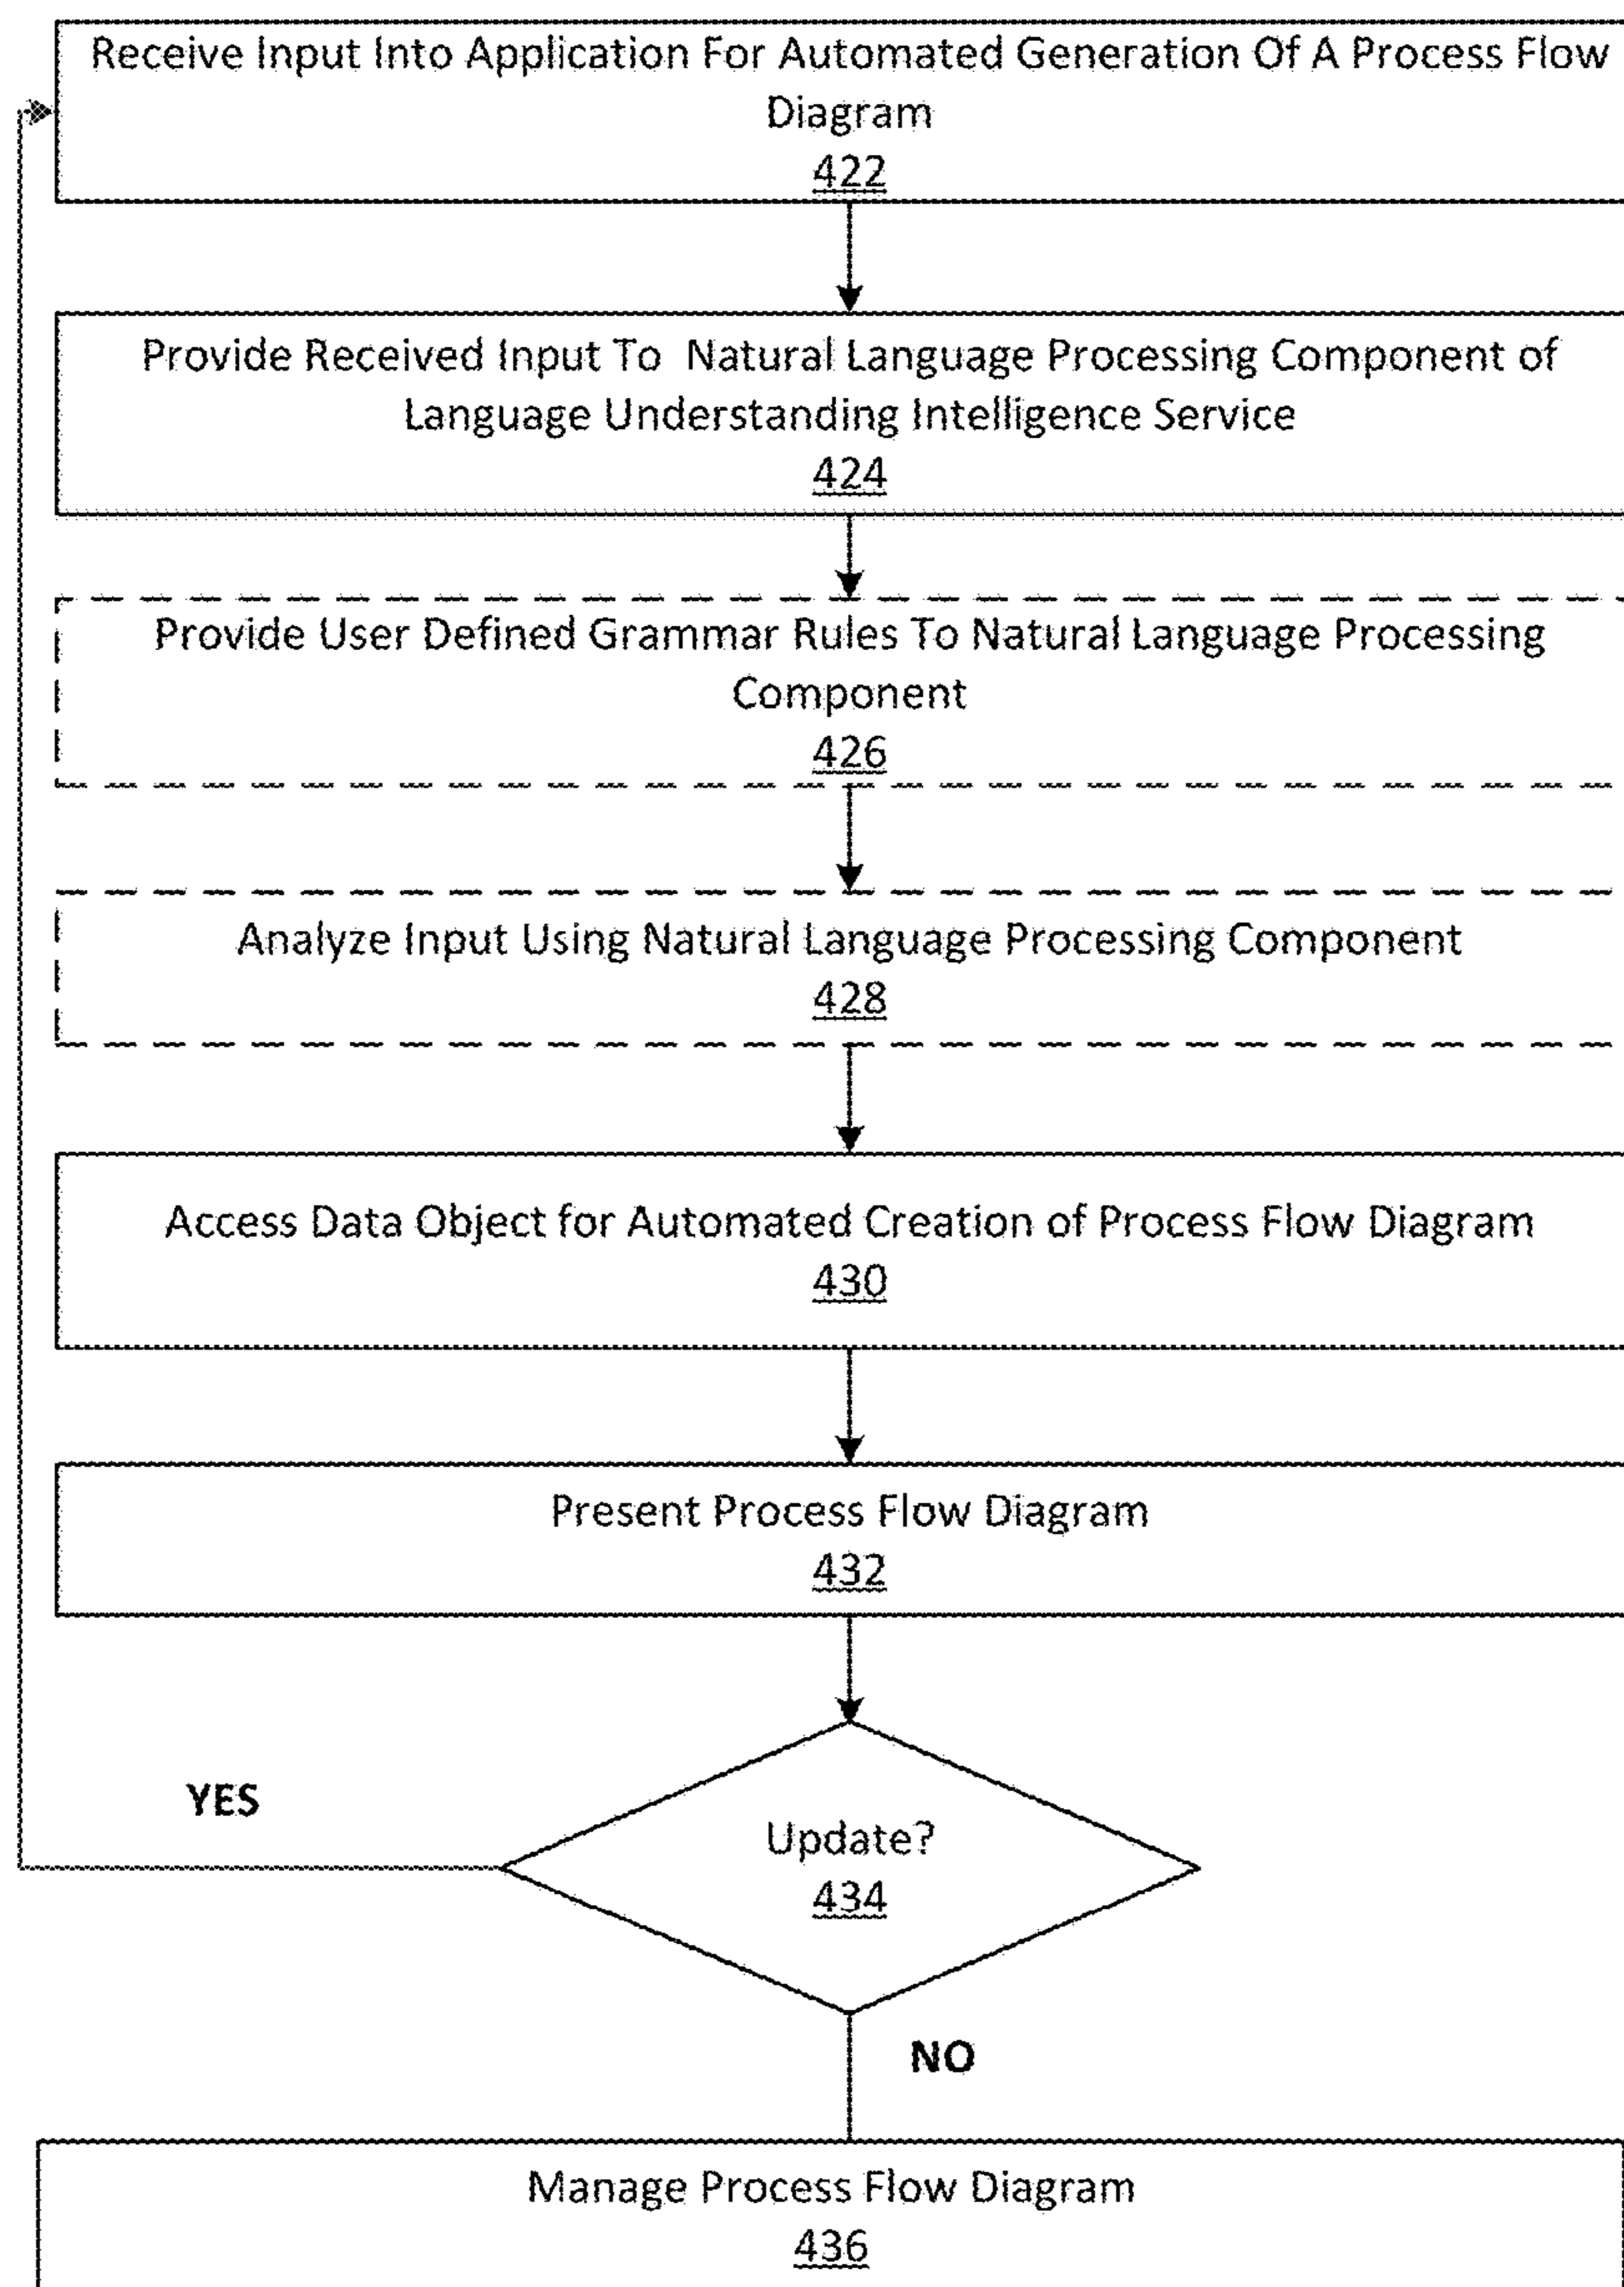 Receive Input Into Application For Automated Generation Of A Process Flow
Diagram
422
Provide Received Input To Natural Language Processing Component of
Language Understanding Intelligence Service
424
Provide User Defined Grammar Rules To Natural Language Processing
Component
426
Analyze Input Using Natural Language Processing Component
428
Access Data Object for Automated Creation of Process Flow Diagram
430
Present Process Flow Diagram
432
YES
Update?
434
NO
Manage Process Flow Diagram
436